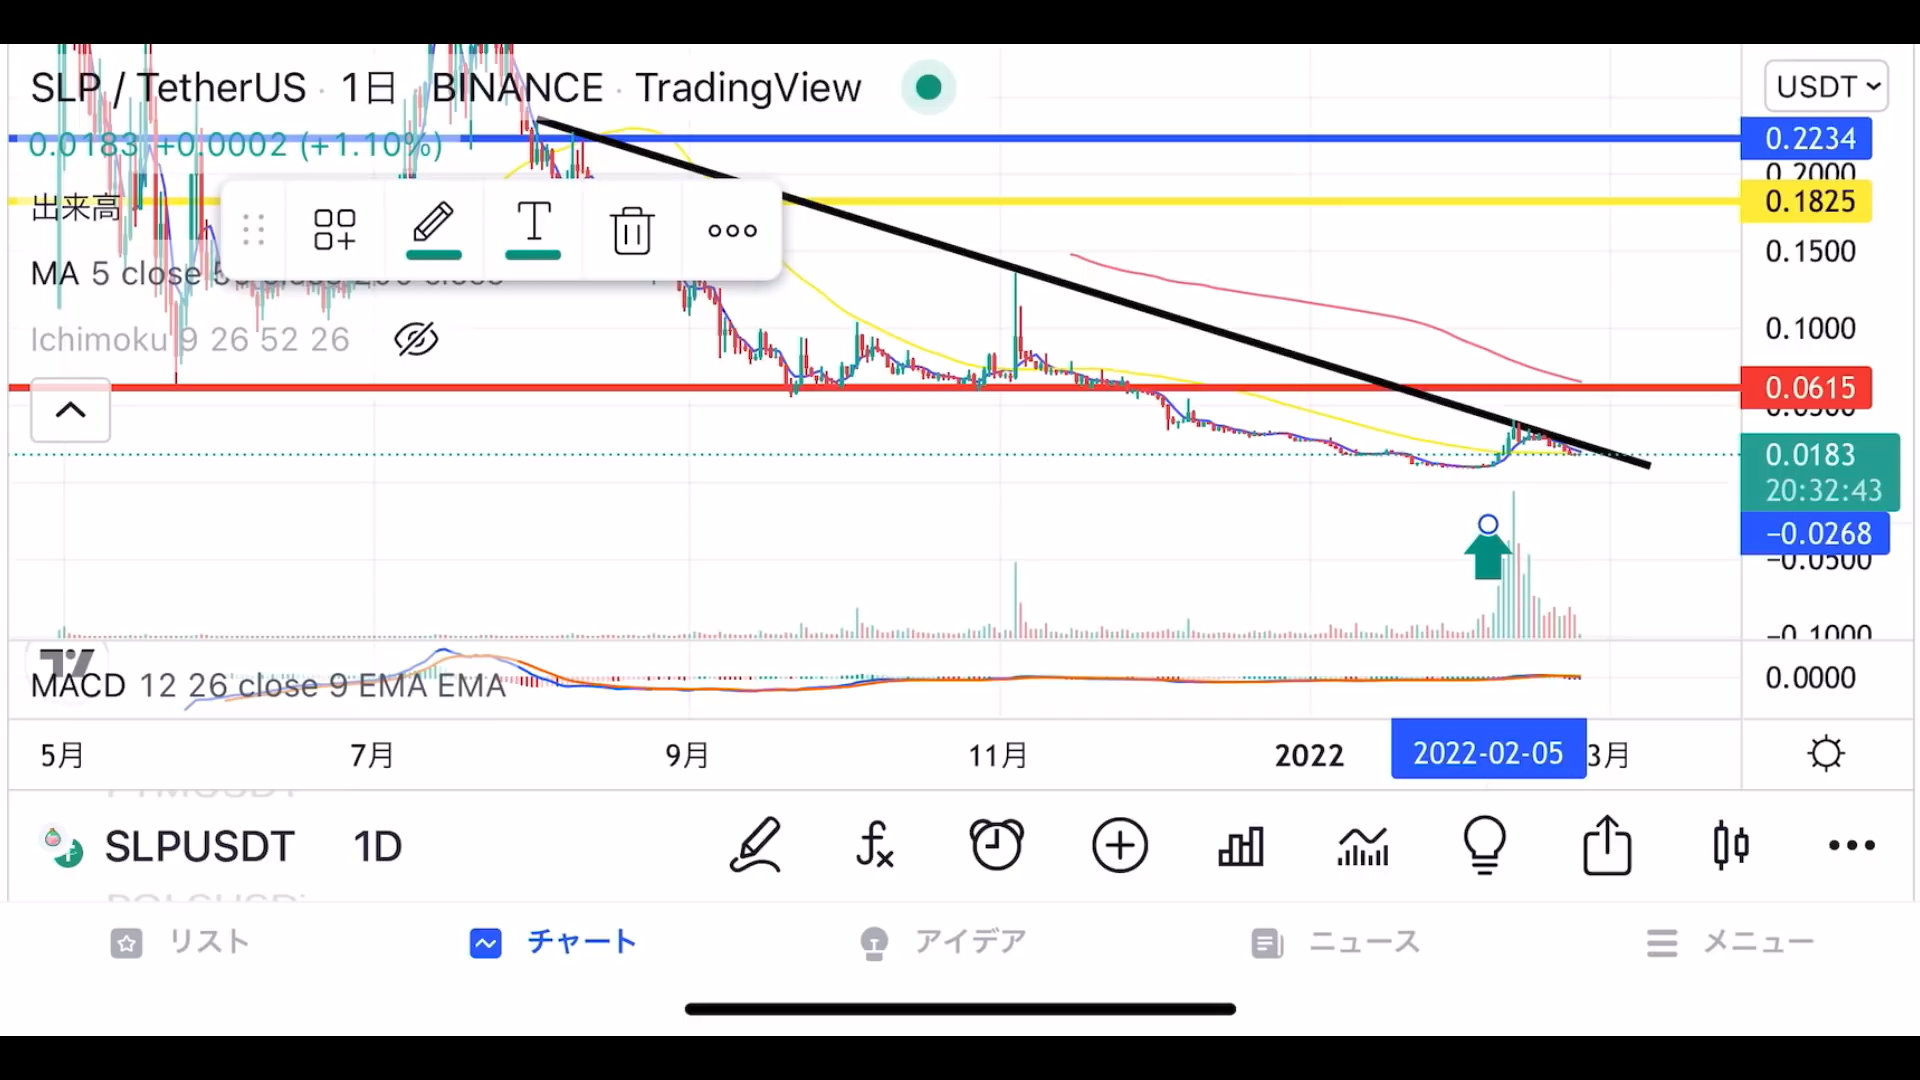 SLP / TetherUS · 1日 BINANCE · TradingView
USDT
0.0183 +0.0002 (+1.10%)
0.2234
0.2000
出来高
0.1825
T
0.1500
MA 5 close
Ichimoku 9 26 52 26
0.1000
0.0615
0.0183
20:32:43
−0.0268
−0.0500
−0.1000
MACD 12 26 close 9 EMA EMA
0.0000
5月 7月 9月 11月 2022 2022-02-05 3月
SLPUSDT 1D
リスト チャート アイデア ニュース メニュー